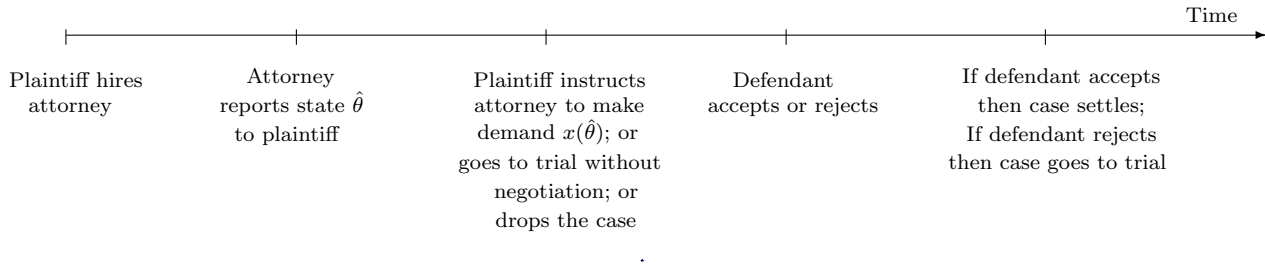 Time
Plaintiff hires
attorney
Attorney
reports state θ̂
to plaintiff
Plaintiff instructs
attorney to make
demand x(θ̂); or
goes to trial without
negotiation; or
drops the case
Defendant
accepts or rejects
If defendant accepts
then case settles;
If defendant rejects
then case goes to trial